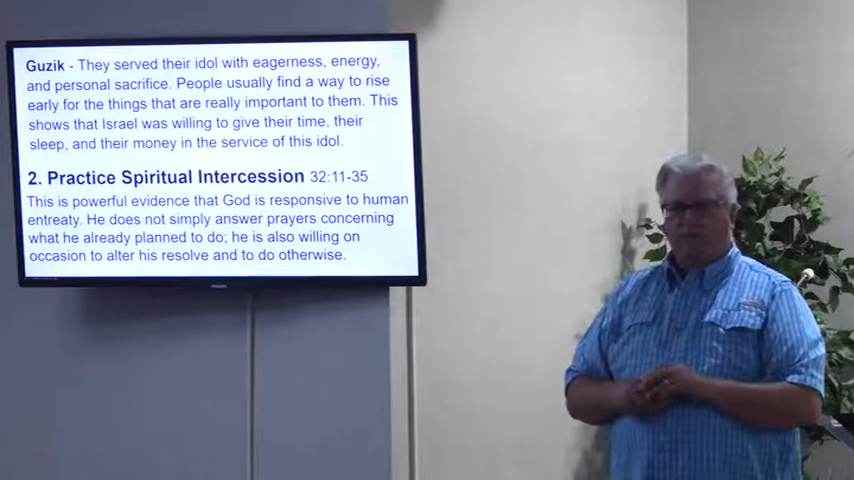 Guzik - They served their idol with eagerness, energy,
and personal sacrifice. People usually find a way to rise
early for the things that are really important to them. This
shows that Israel was willing to give their time, their
sleep, and their money in the service of this idol.
2. Practice Spiritual Intercession 32:11-35
This is powerful evidence that God is responsive to human
entreaty. He does not simply answer prayers concerning
what he already planned to do; he is also willing on
occasion to alter his resolve and to do otherwise.